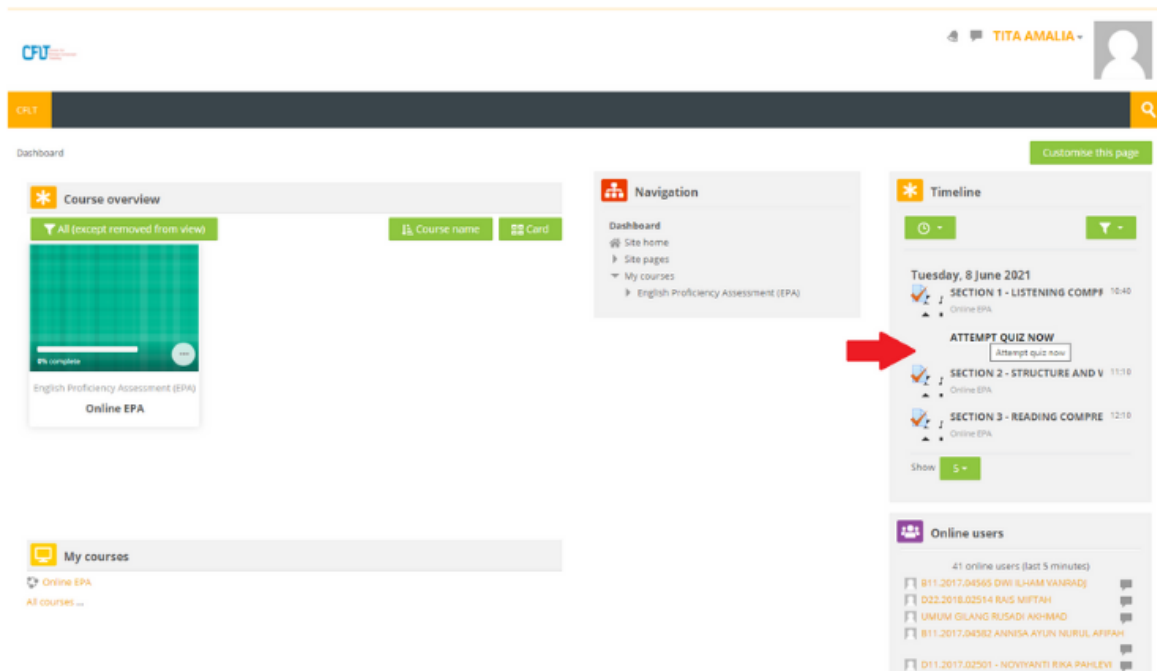 CFLT
TITA AMALIA
CFLT
Dashboard
Customise this page
Course overview
All (except removed from view)
Course name
Card
0% complete
English Proficiency Assessment (EPA)
Online EPA
My courses
Online EPA
All courses ...
Navigation
Dashboard
Site home
Site pages
My courses
English Proficiency Assessment (EPA)
Timeline
Tuesday, 8 June 2021
SECTION 1 - LISTENING COMPR 10:40
Online EPA
ATTEMPT QUIZ NOW
Attempt quiz now
SECTION 2 - STRUCTURE AND V 11:10
Online EPA
SECTION 3 - READING COMPRE 12:10
Online EPA
Show 5
Online users
41 online users (last 5 minutes)
B11.2017.04565 DWI ILHAM YANRADJ
D22.2018.02514 RAIS MIFTAH
UMUM GILANG RUSADI AKHMAD
B11.2017.04582 ANNISA AYUN NURUL AFIFAH
D11.2017.02501 - NOVIYANTI RIKA PAHLEVI